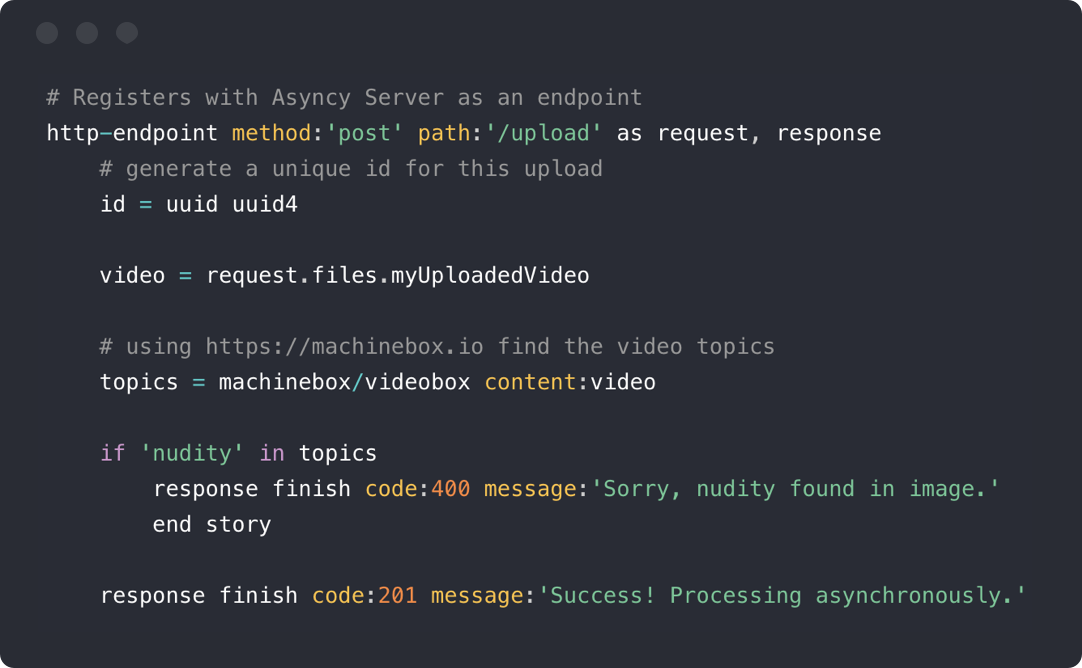 # Registers with Asyncy Server as an endpoint
http-endpoint method:'post' path:'/upload' as request, response
# generate a unique id for this upload
id = uuid uuid4
video = request.files.myUploadedVideo
# using https://machinebox.io find the video topics
topics = machinebox/videobox content:video
if 'nudity' in topics
response finish code:400 message:'Sorry, nudity found in image.'
end story
response finish code:201 message:'Success! Processing asynchronously.'